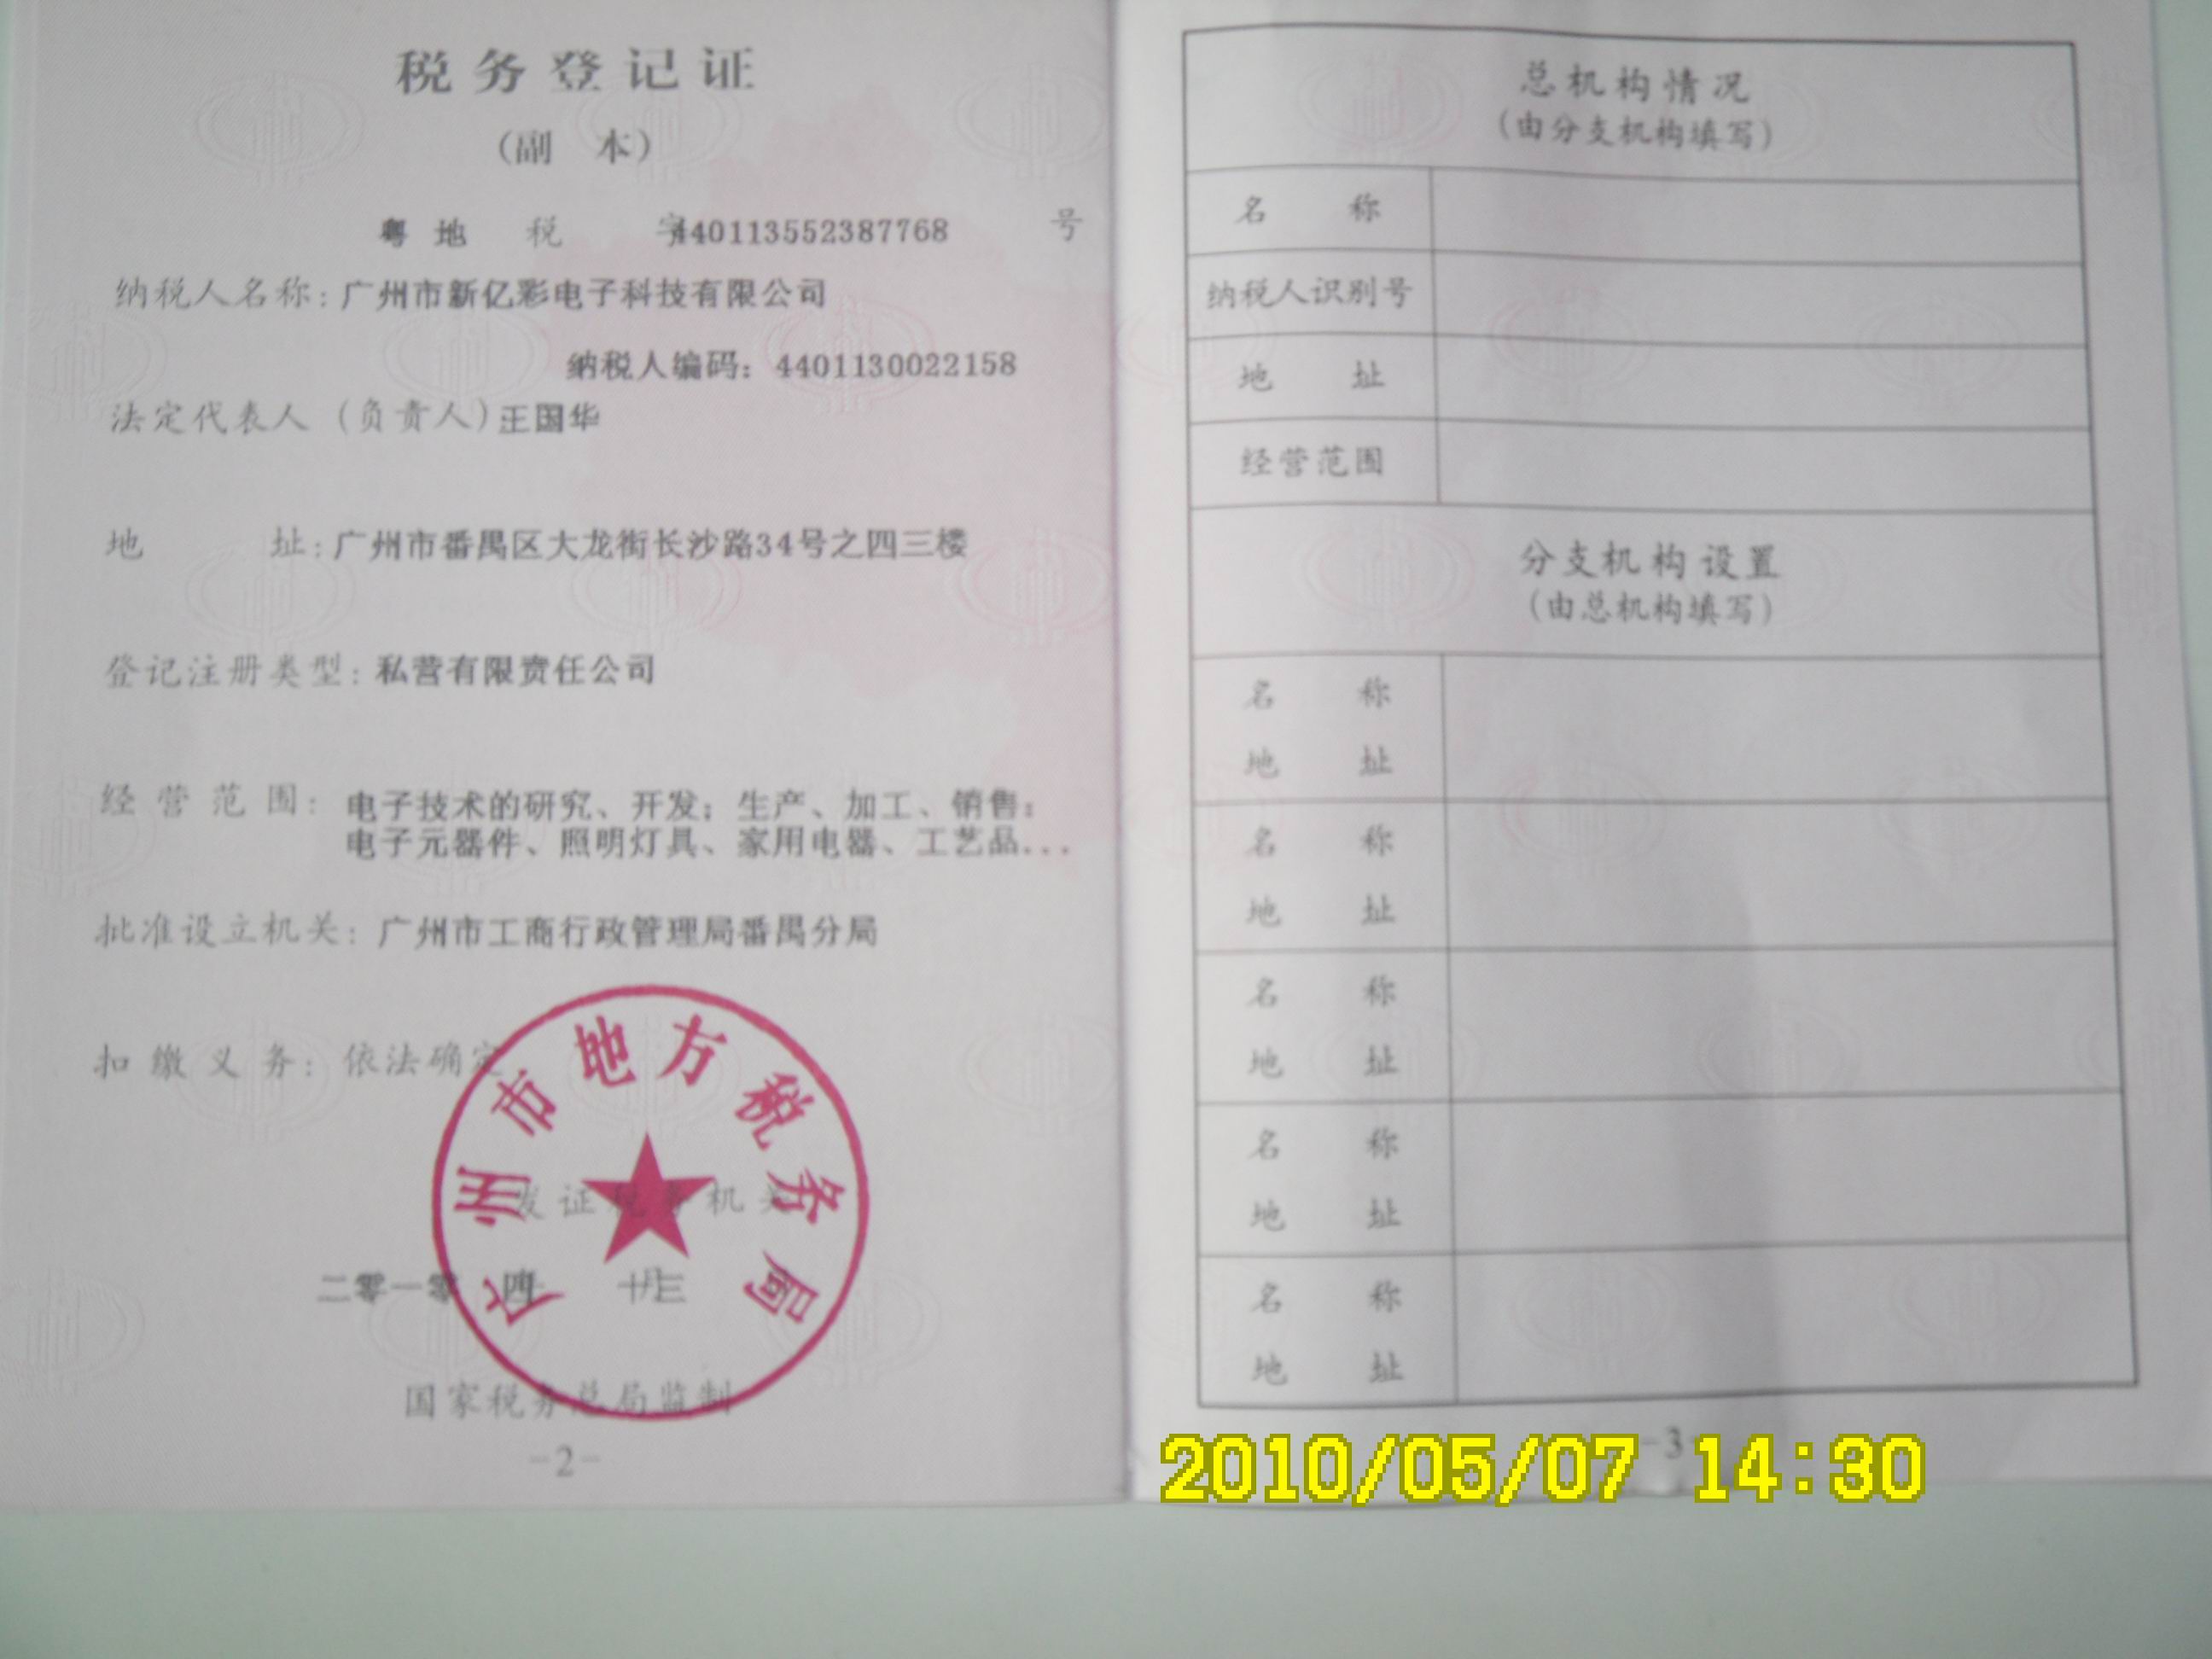 税务登记证
(副 本)
粤地 税 字440113552387768 号
纳税人名称：广州市新亿彩电子科技有限公司
纳税人编码：4401130022158
法定代表人（负责人）王国华
地 址：广州市番禺区大龙街长沙路34号之四三楼
登记注册类型：私营有限责任公司
经营范围：电子技术的研究、开发；生产、加工、销售：
电子元器件、照明灯具、家用电器、工艺品...
批准设立机关：广州市工商行政管理局番禺分局
扣缴义务：依法确定
广州市地方税务局
发证税务机关
二零一零 年 四 月 十三
国家税务总局监制
-2-
总机构情况
（由分支机构填写）
名 称
纳税人识别号
地 址
经营范围
分支机构设置
（由总机构填写）
名 称
地 址
名 称
地 址
名 称
地 址
名 称
地 址
名 称
地 址
-3-
2010/05/07 14:30